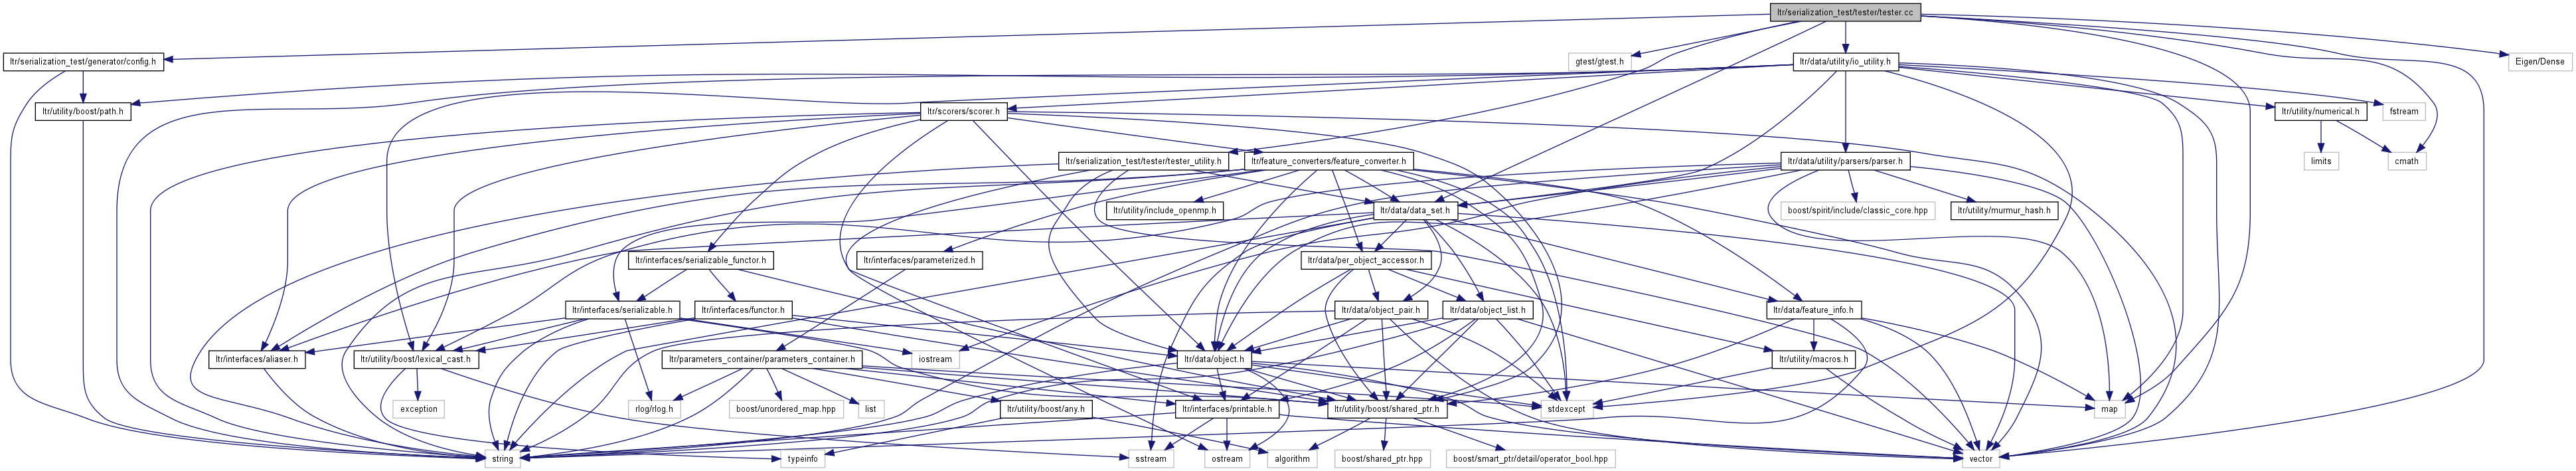 ltr/serialization_test/tester/tester.cc
ltr/serialization_test/generator/config.h
gtest/gtest.h
ltr/data/utility/io_utility.h
Eigen/Dense
ltr/utility/boost/path.h
ltr/scorers/scorer.h
ltr/utility/numerical.h
fstream
ltr/serialization_test/tester/tester_utility.h
ltr/feature_converters/feature_converter.h
ltr/data/utility/parsers/parser.h
limits
cmath
ltr/utility/include_openmp.h
ltr/data/data_set.h
boost/spirit/include/classic_core.hpp
ltr/utility/murmur_hash.h
ltr/interfaces/serializable_functor.h
ltr/interfaces/parameterized.h
ltr/data/per_object_accessor.h
ltr/interfaces/serializable.h
ltr/interfaces/functor.h
ltr/data/object_pair.h
ltr/data/object_list.h
ltr/data/feature_info.h
ltr/interfaces/aliaser.h
ltr/utility/boost/lexical_cast.h
ltr/parameters_container/parameters_container.h
iostream
ltr/data/object.h
ltr/utility/macros.h
exception
rlog/rlog.h
boost/unordered_map.hpp
list
ltr/utility/boost/any.h
ltr/interfaces/printable.h
ltr/utility/boost/shared_ptr.h
stdexcept
map
string
typeinfo
sstream
ostream
algorithm
boost/shared_ptr.hpp
boost/smart_ptr/detail/operator_bool.hpp
vector